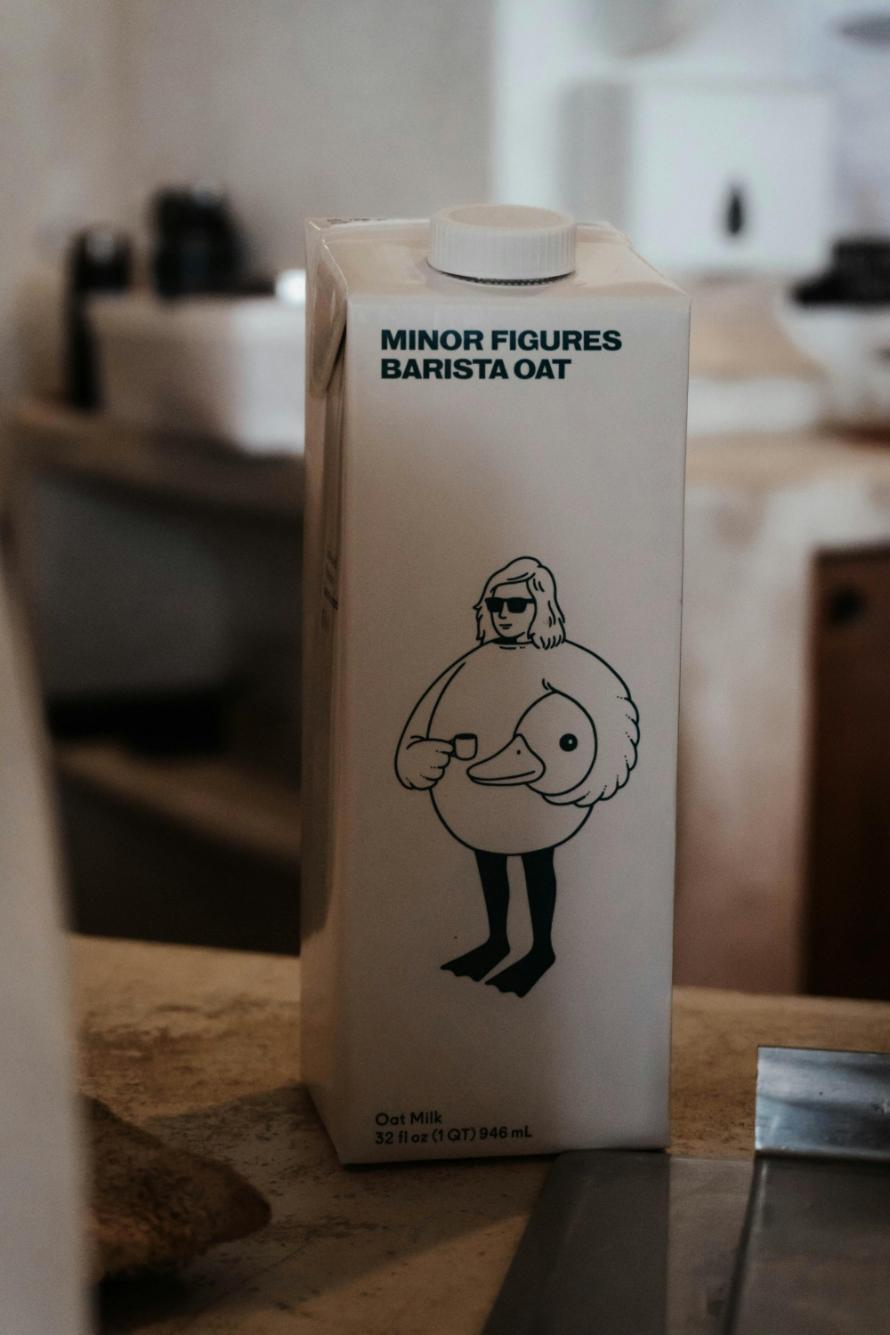 MINOR FIGURES
BARISTA OAT
Oat Milk
32 fl oz (1 QT) 946 mL